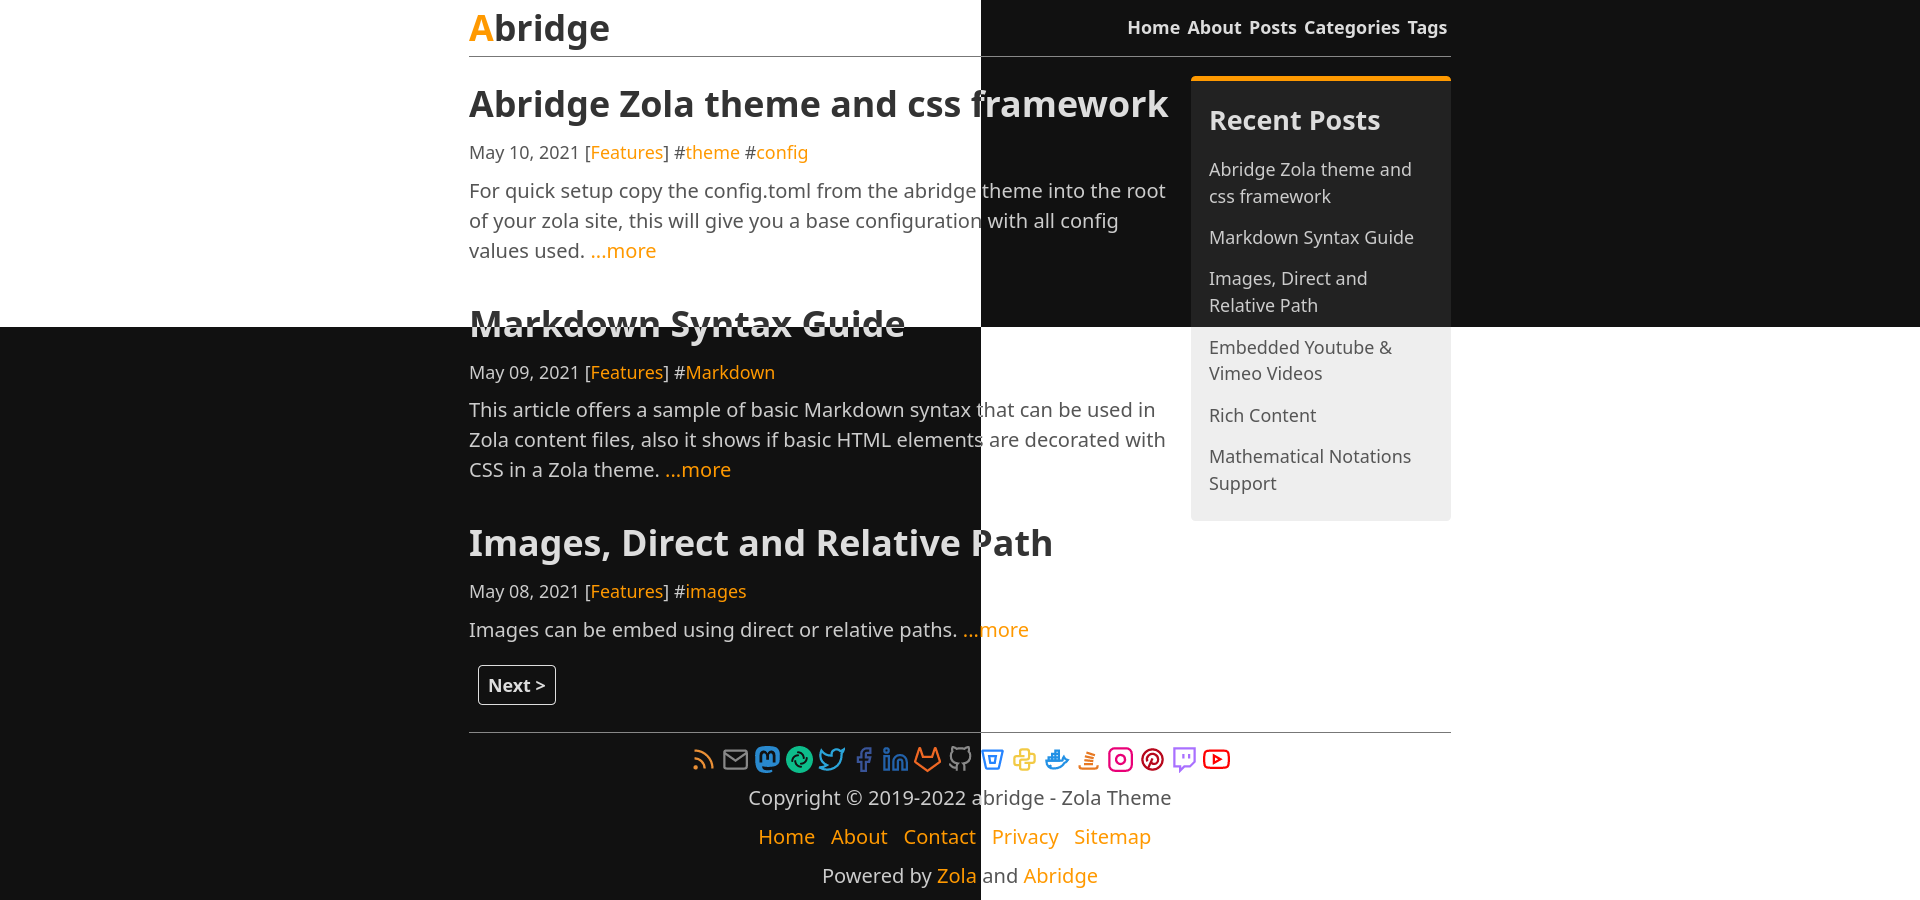 Abridge
Home About Posts Categories Tags
Abridge Zola theme and css framework
May 10, 2021 [Features] #theme #config
For quick setup copy the config.toml from the abridge theme into the root
of your zola site, this will give you a base configuration with all config
values used. ...more
Markdown Syntax Guide
May 09, 2021 [Features] #Markdown
This article offers a sample of basic Markdown syntax that can be used in
Zola content files, also it shows if basic HTML elements are decorated with
CSS in a Zola theme. ...more
Images, Direct and Relative Path
May 08, 2021 [Features] #images
Images can be embed using direct or relative paths. ...more
Next >
Recent Posts
Abridge Zola theme and
css framework
Markdown Syntax Guide
Images, Direct and
Relative Path
Embedded Youtube &
Vimeo Videos
Rich Content
Mathematical Notations
Support
Copyright © 2019-2022 abridge - Zola Theme
Home About Contact Privacy Sitemap
Powered by Zola and Abridge